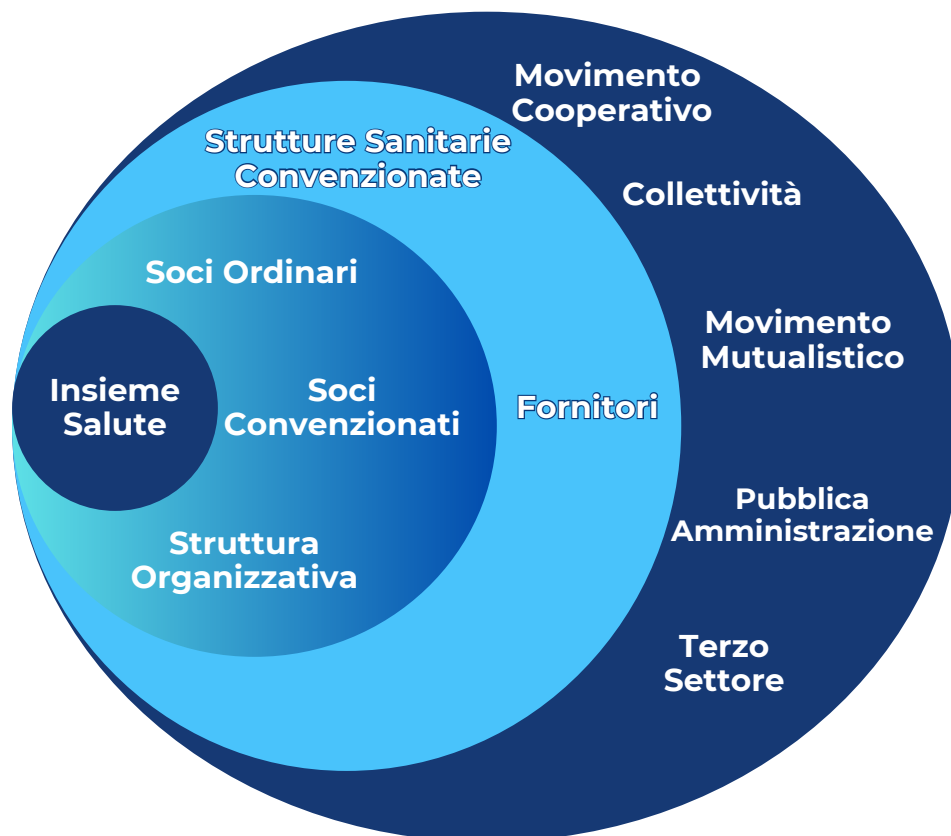 Movimento
Cooperativo
Strutture Sanitarie
Convenzionate
Collettività
Soci Ordinari
Movimento
Mutualistico
Insieme
Salute
Soci
Convenzionati
Fornitori
Pubblica
Amministrazione
Struttura
Organizzativa
Terzo
Settore